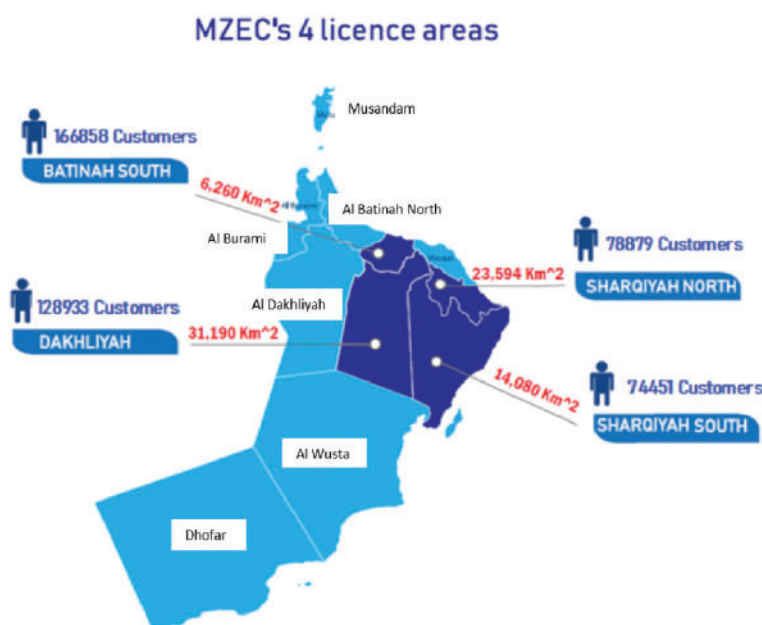 MZEC's 4 licence areas
Musandam
166858 Customers
BATINAH SOUTH
6,260 Km^2
Al Batinah North
Al Burami
78879 Customers
23,594 Km^2
SHARQIYAH NORTH
128933 Customers
Al Dakhliyah
31,190 Km^2
DAKHLIYAH
14,080 Km^2
74451 Customers
SHARQIYAH SOUTH
Al Wusta
Dhofar